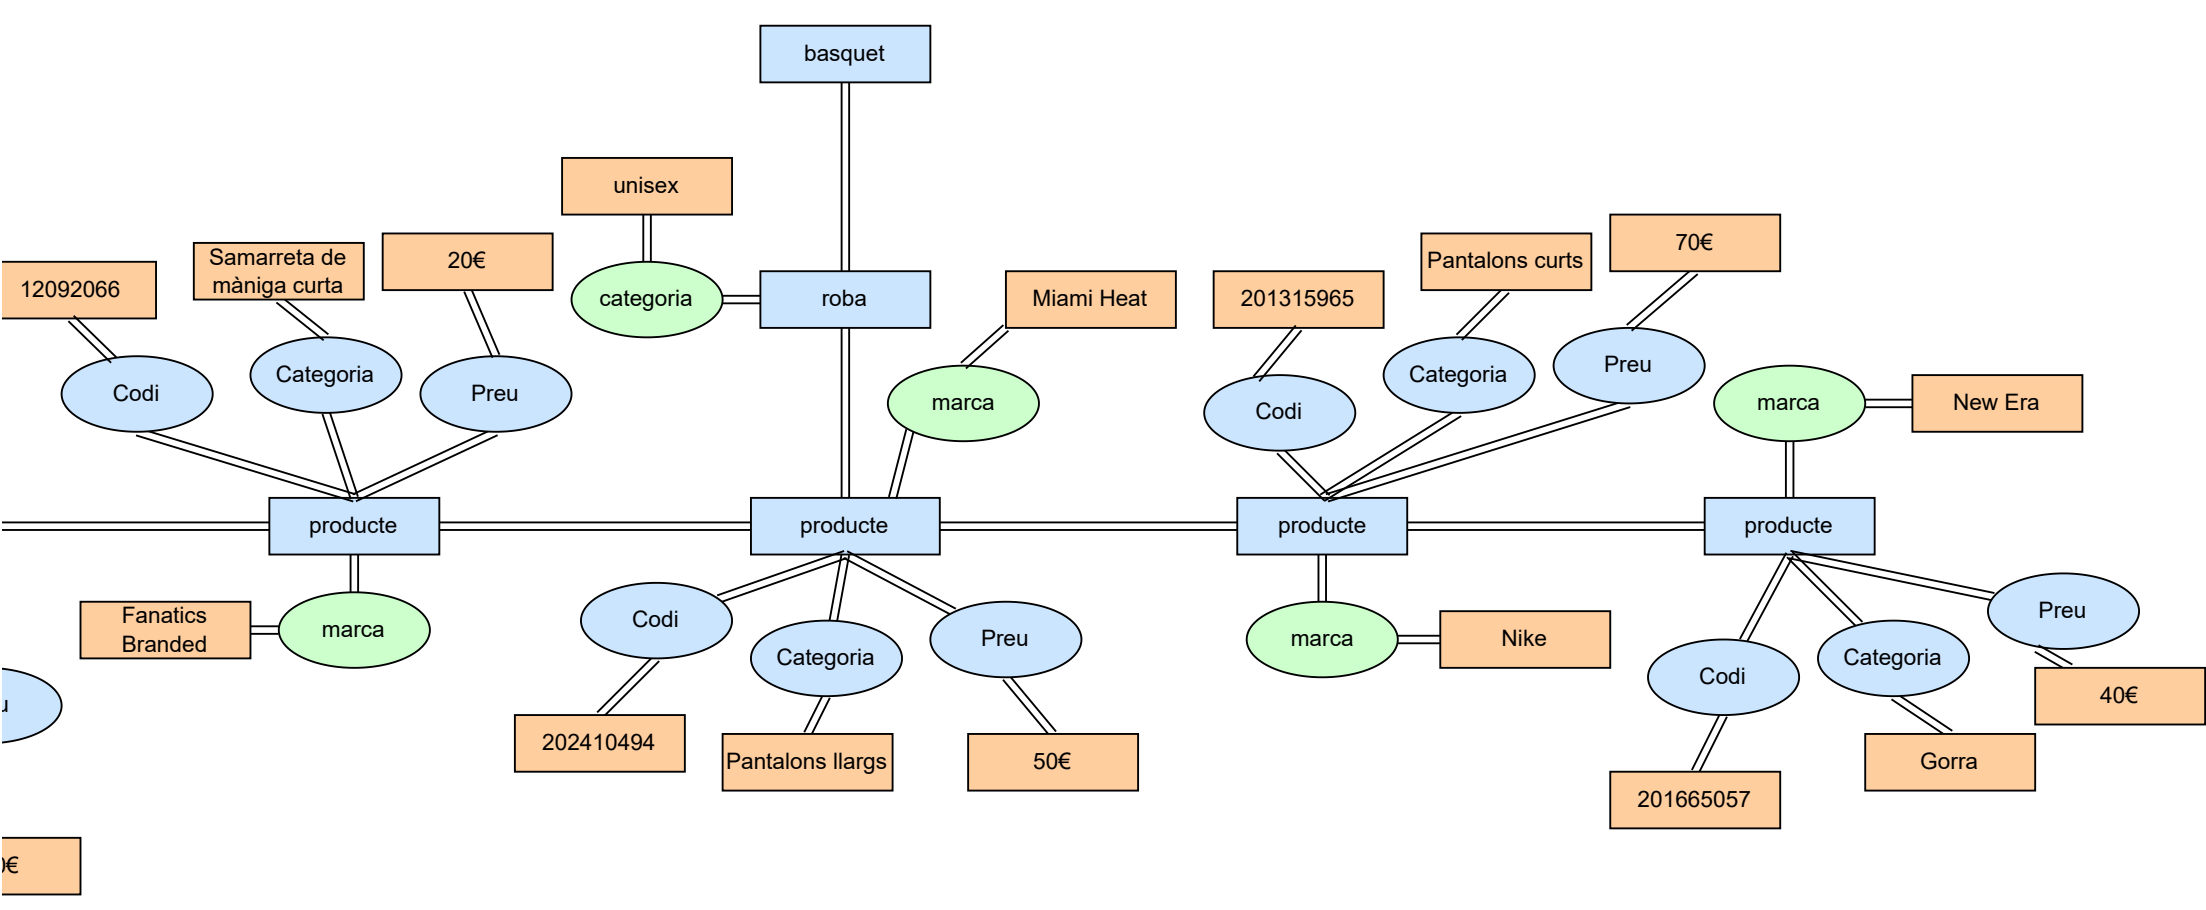 basquet
unisex
categoria
roba
12092066
Samarreta de
màniga curta
20€
Codi
Categoria
Preu
Miami Heat
marca
201315965
Pantalons curts
70€
Codi
Categoria
Preu
marca
New Era
producte
producte
producte
producte
Fanatics
Branded
marca
Codi
Categoria
Preu
202410494
Pantalons llargs
50€
marca
Nike
Codi
Categoria
Preu
201665057
Gorra
40€